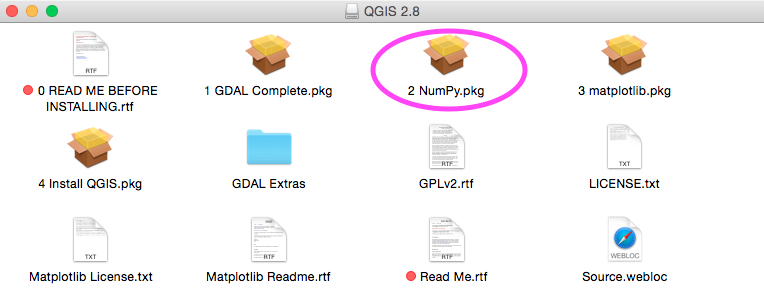 QGIS 2.8
RTF
0 READ ME BEFORE
INSTALLING.rtf
1 GDAL Complete.pkg
2 NumPy.pkg
3 matplotlib.pkg
4 Install QGIS.pkg
GDAL Extras
RTF
GPLv2.rtf
TXT
LICENSE.txt
TXT
Matplotlib License.txt
RTF
Matplotlib Readme.rtf
RTF
Read Me.rtf
WEBLOC
Source.webloc